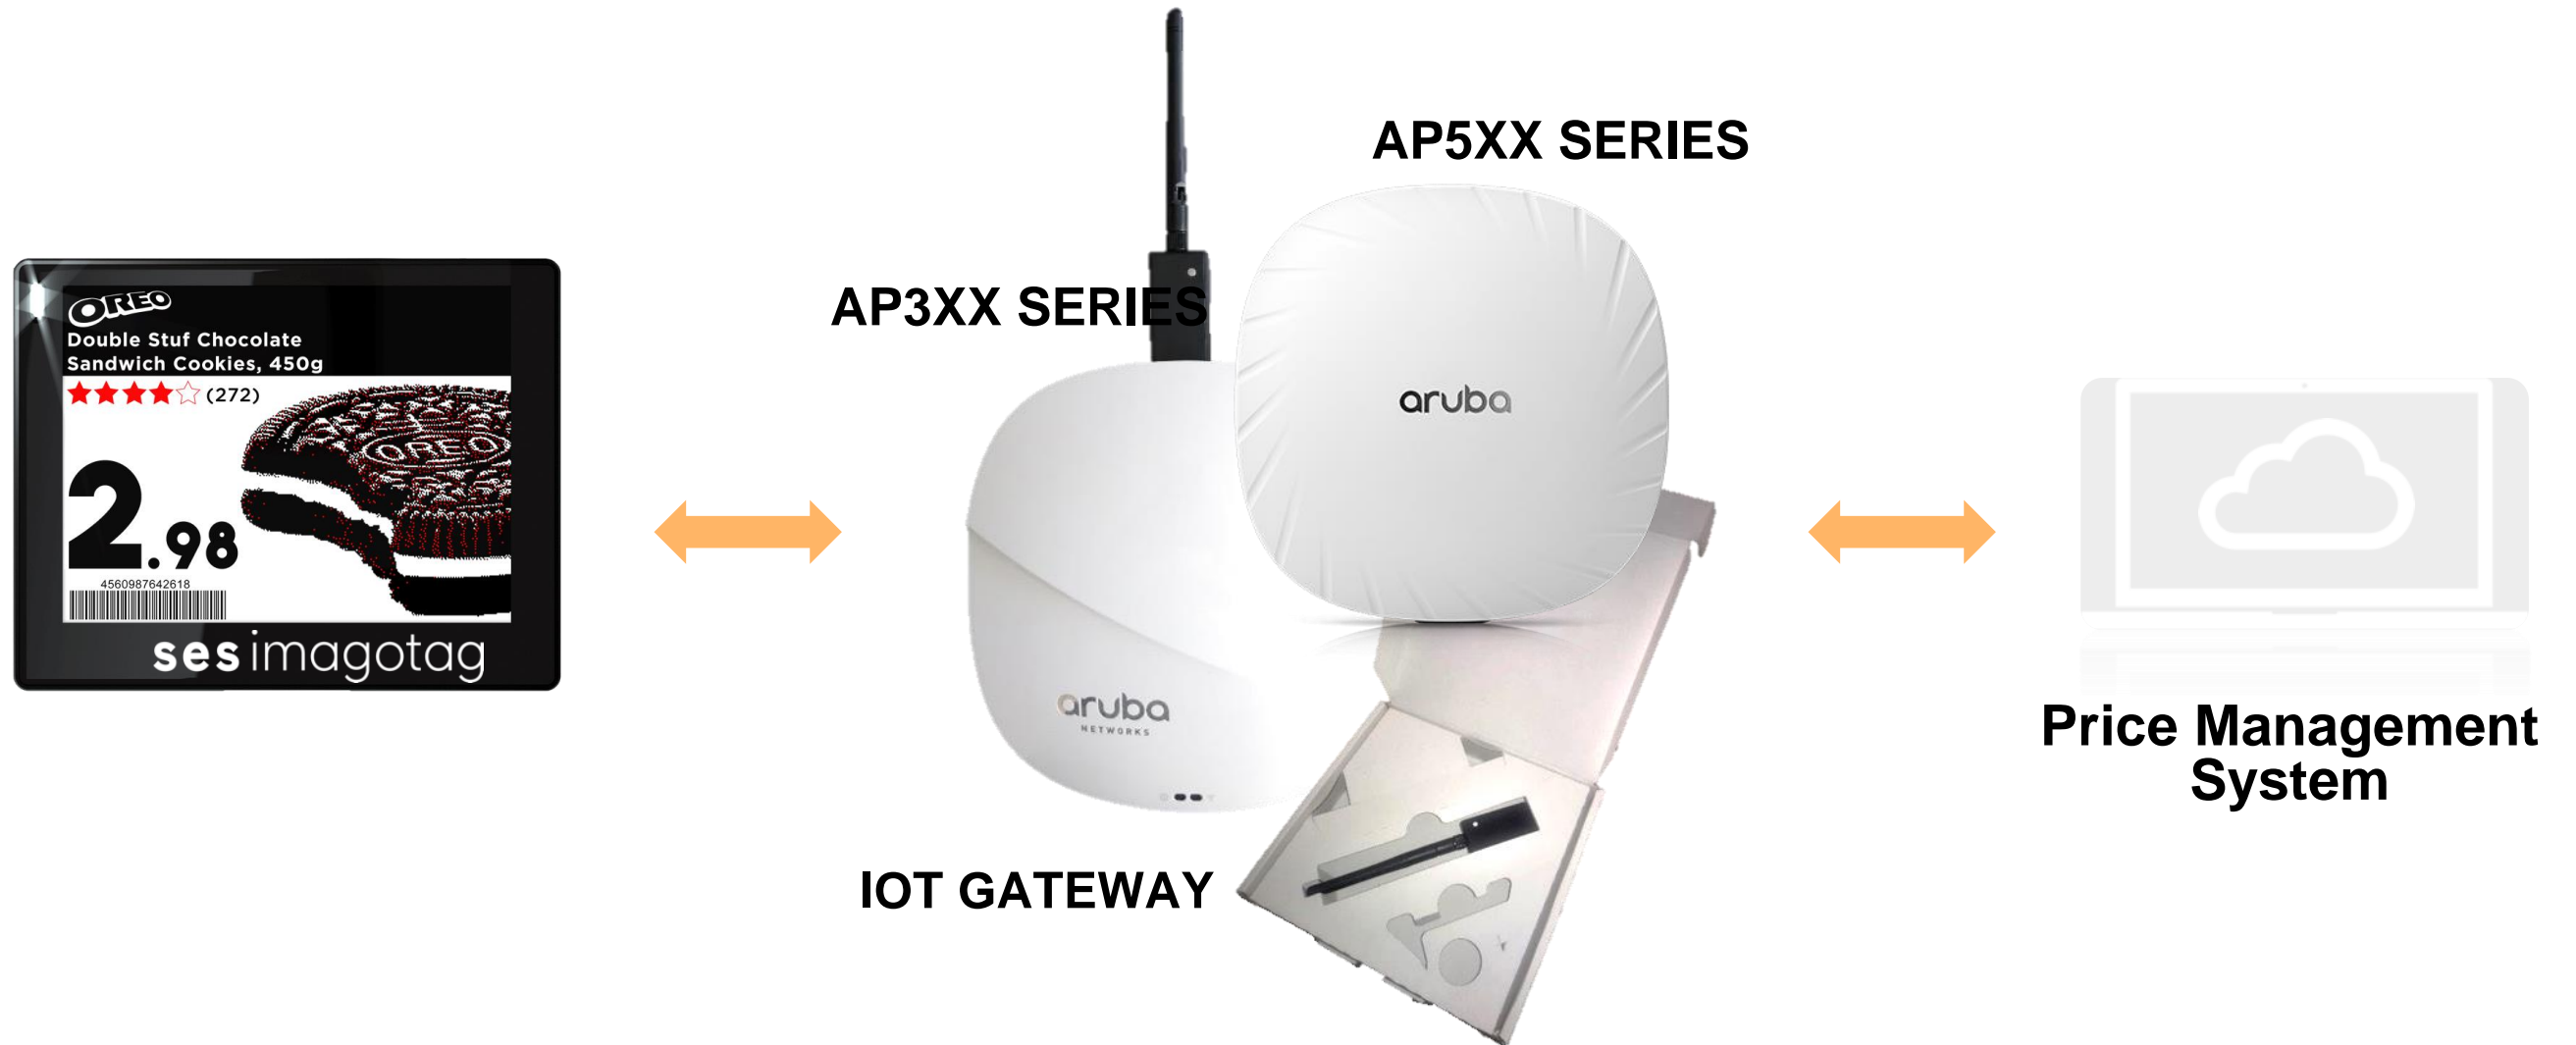 OREO
Double Stuf Chocolate
Sandwich Cookies, 450g
(272)
OREO
2.98
4560987642618
ses imagotag
AP3XX SERIES
AP5XX SERIES
aruba
aruba
NETWORKS
IOT GATEWAY
Price Management
System